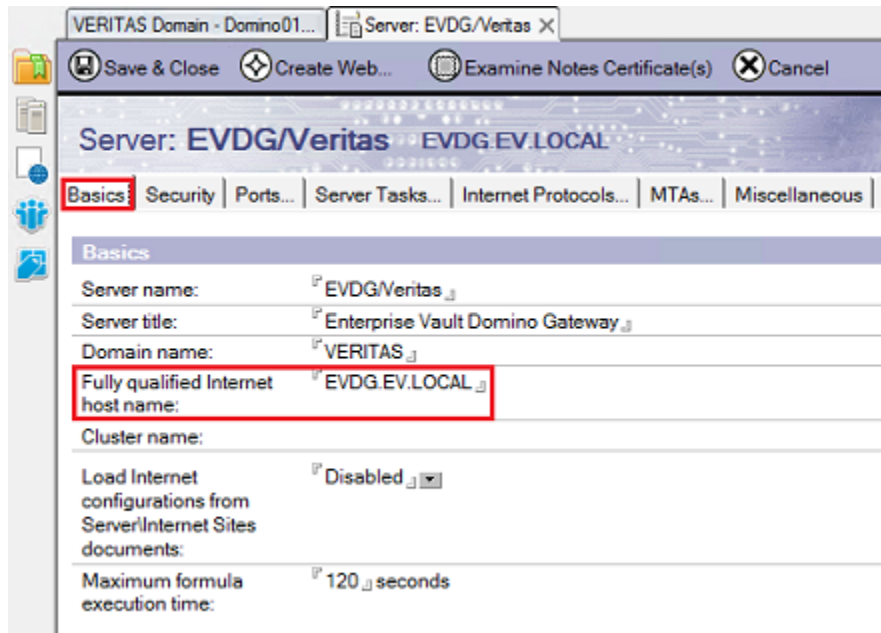 VERITAS Domain - Domino01... Server: EVDG/Veritas
Save & Close Create Web... Examine Notes Certificate(s) Cancel
Server: EVDG/Veritas EVDG.EV.LOCAL
Basics Security Ports... Server Tasks... Internet Protocols... MTAs... Miscellaneous
Basics
Server name: EVDG/Veritas
Server title: Enterprise Vault Domino Gateway
Domain name: VERITAS
Fully qualified Internet EVDG.EV.LOCAL
host name:
Cluster name:
Load Internet Disabled
configurations from
Server\Internet Sites
documents:
Maximum formula 120 seconds
execution time: